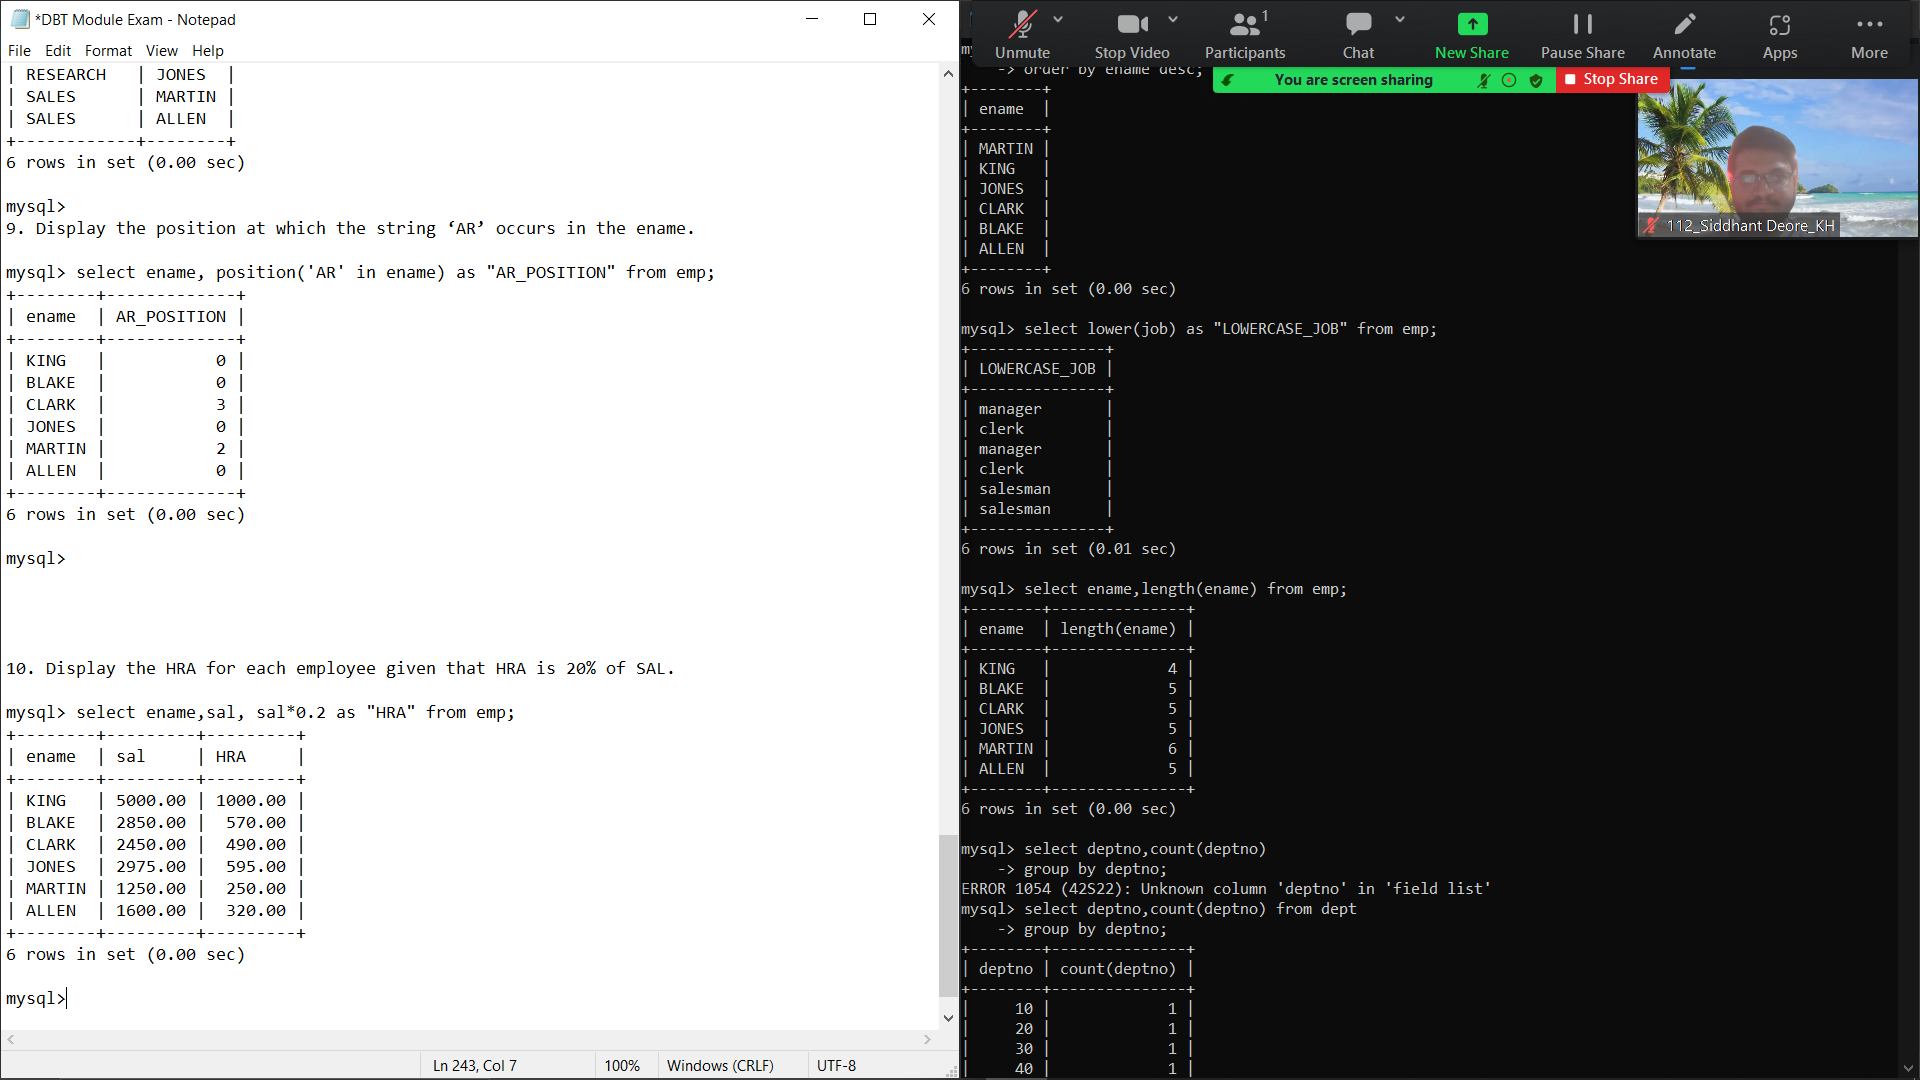 *DBT Module Exam - Notepad
File Edit Format View Help
| RESEARCH   | JONES  |
| SALES      | MARTIN |
| SALES      | ALLEN  |
+------------+--------+
6 rows in set (0.00 sec)
mysql>
9. Display the position at which the string ‘AR’ occurs in the ename.
mysql> select ename, position('AR' in ename) as "AR_POSITION" from emp;
+--------+-------------+
| ename  | AR_POSITION |
+--------+-------------+
| KING   |           0 |
| BLAKE  |           0 |
| CLARK  |           3 |
| JONES  |           0 |
| MARTIN |           2 |
| ALLEN  |           0 |
+--------+-------------+
6 rows in set (0.00 sec)
mysql>
10. Display the HRA for each employee given that HRA is 20% of SAL.
mysql> select ename,sal, sal*0.2 as "HRA" from emp;
+--------+---------+---------+
| ename  | sal     | HRA     |
+--------+---------+---------+
| KING   | 5000.00 | 1000.00 |
| BLAKE  | 2850.00 |  570.00 |
| CLARK  | 2450.00 |  490.00 |
| JONES  | 2975.00 |  595.00 |
| MARTIN | 1250.00 |  250.00 |
| ALLEN  | 1600.00 |  320.00 |
+--------+---------+---------+
6 rows in set (0.00 sec)
mysql>
Ln 243, Col 7 100% Windows (CRLF) UTF-8
Unmute Stop Video Participants 1 Chat New Share Pause Share Annotate Apps More
You are screen sharing Stop Share
112_Siddhant Deore_KH
-> order by ename desc;
+--------+
| ename  |
+--------+
| MARTIN |
| KING   |
| JONES  |
| CLARK  |
| BLAKE  |
| ALLEN  |
+--------+
6 rows in set (0.00 sec)
mysql> select lower(job) as "LOWERCASE_JOB" from emp;
+---------------+
| LOWERCASE_JOB |
+---------------+
| manager       |
| clerk         |
| manager       |
| clerk         |
| salesman      |
| salesman      |
+---------------+
6 rows in set (0.01 sec)
mysql> select ename,length(ename) from emp;
+--------+---------------+
| ename  | length(ename) |
+--------+---------------+
| KING   |             4 |
| BLAKE  |             5 |
| CLARK  |             5 |
| JONES  |             5 |
| MARTIN |             6 |
| ALLEN  |             5 |
+--------+---------------+
6 rows in set (0.00 sec)
mysql> select deptno,count(deptno)
    -> group by deptno;
ERROR 1054 (42S22): Unknown column 'deptno' in 'field list'
mysql> select deptno,count(deptno) from dept
    -> group by deptno;
+--------+---------------+
| deptno | count(deptno) |
+--------+---------------+
|     10 |             1 |
|     20 |             1 |
|     30 |             1 |
|     40 |             1 |